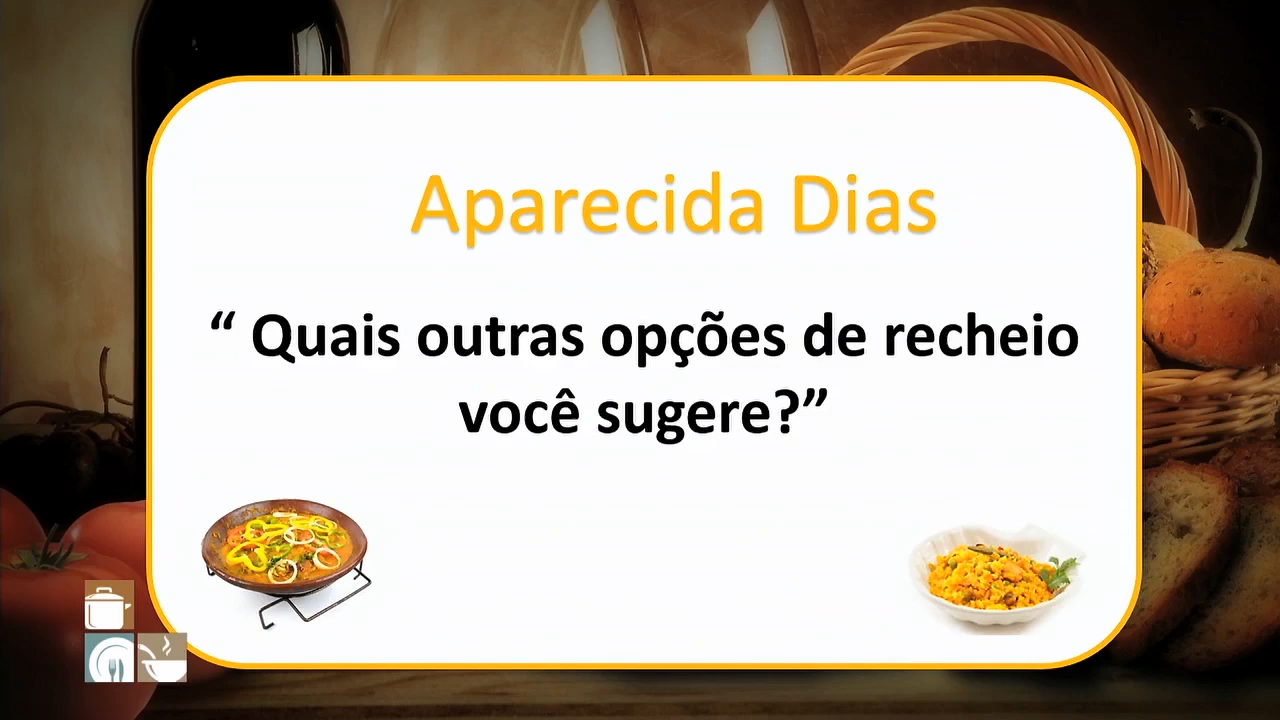 Aparecida Dias
“ Quais outras opções de recheio
você sugere?”